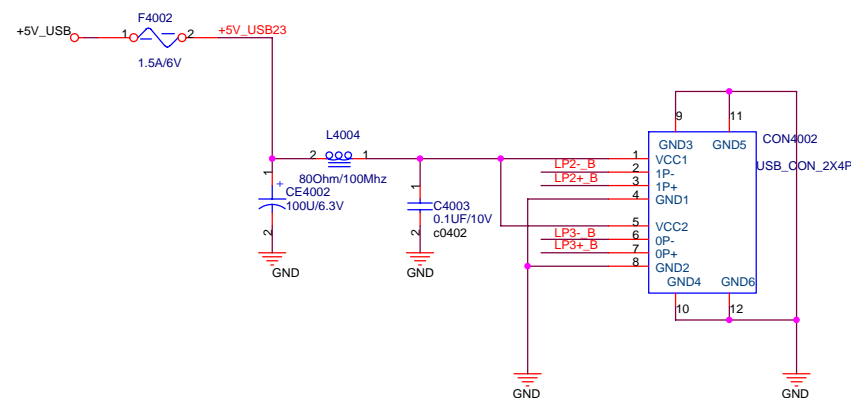 F4002
+5V_USB
1
2
+5V_USB23
1.5A/6V
L4004
2
1
80Ohm/100Mhz
1
+
CE4002
100U/6.3V
2
GND
1
C4003
0.1UF/10V
c0402
2
GND
9
11
GND3
GND5
CON4002
USB_CON_2X4P
1
VCC1
LP2-_B
2
1P-
LP2+_B
3
1P+
4
GND1
5
VCC2
LP3-_B
6
0P-
LP3+_B
7
0P+
8
GND2
GND4
GND6
10
12
GND
GND